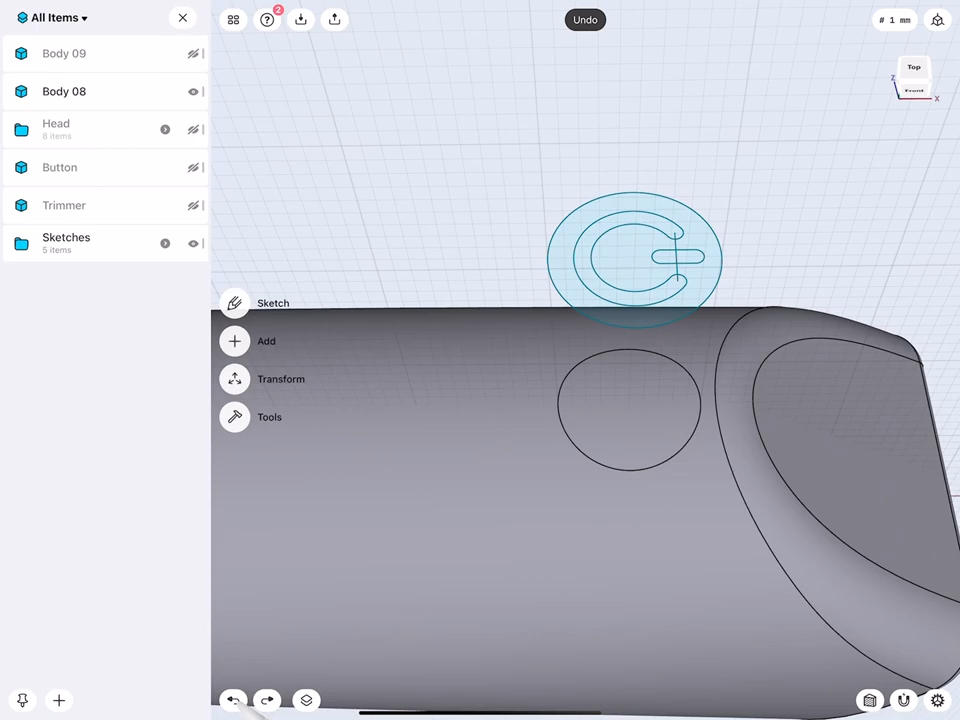 All Items
2
Undo
# 1 mm
Body 09
Top
Z
Front
X
Body 08
Head
8 items
Button
Trimmer
Sketches
5 items
Sketch
Add
Transform
Tools